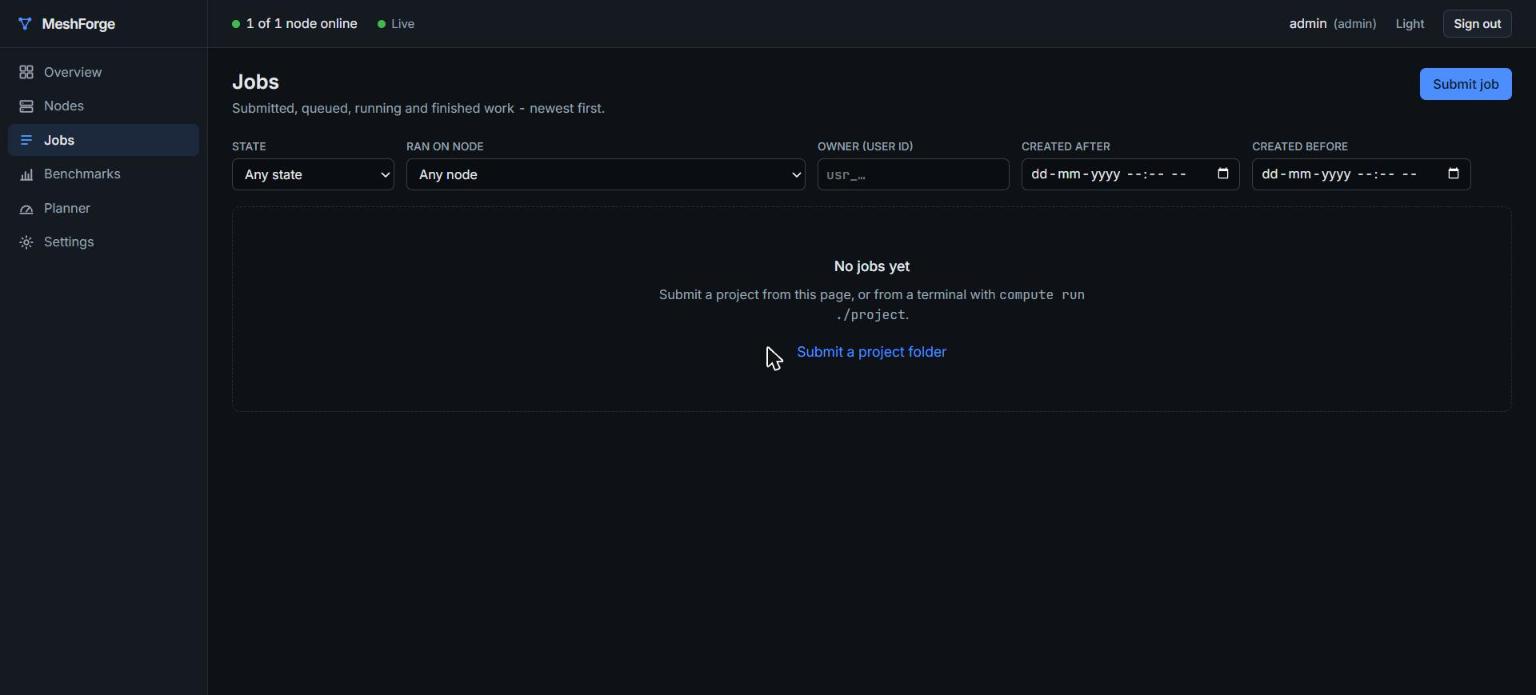 MeshForge
1 of 1 node online
Live
admin (admin)
Light
Sign out
Overview
Nodes
Jobs
Benchmarks
Planner
Settings
Jobs
Submitted, queued, running and finished work - newest first.
Submit job
STATE
RAN ON NODE
OWNER (USER ID)
CREATED AFTER
CREATED BEFORE
Any state
Any node
usr_…
dd-mm-yyyy --:-- --
dd-mm-yyyy --:-- --
No jobs yet
Submit a project from this page, or from a terminal with compute run
./project.
Submit a project folder